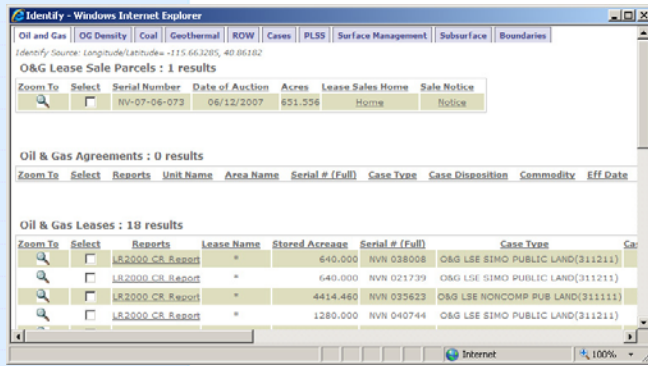 Identify - Windows Internet Explorer
Oil and Gas OG Density Coal Geothermal ROW Cases PLSS Surface Management Subsurface Boundaries
Identify Source: Longitude/Latitude= -115.663285, 40.86182
O&G Lease Sale Parcels : 1 results
Zoom To Select Serial Number Date of Auction Acres Lease Sales Home Sale Notice
NV-07-06-073 06/12/2007 651.556 Home Notice
Oil & Gas Agreements : 0 results
Zoom To Select Reports Unit Name Area Name Serial # (Full) Case Type Case Disposition Commodity Eff Date
Oil & Gas Leases : 18 results
Zoom To Select Reports Lease Name Stored Acreage Serial # (Full) Case Type
LR2000 CR Report * 640.000 NVN 038008 O&G LSE SIMO PUBLIC LAND(311211)
LR2000 CR Report * 640.000 NVN 021739 O&G LSE SIMO PUBLIC LAND(311211)
LR2000 CR Report * 4414.460 NVN 035623 O&G LSE NONCOMP PUB LAND(311111)
LR2000 CR Report * 1280.000 NVN 040744 O&G LSE SIMO PUBLIC LAND(311211)
Internet 100%